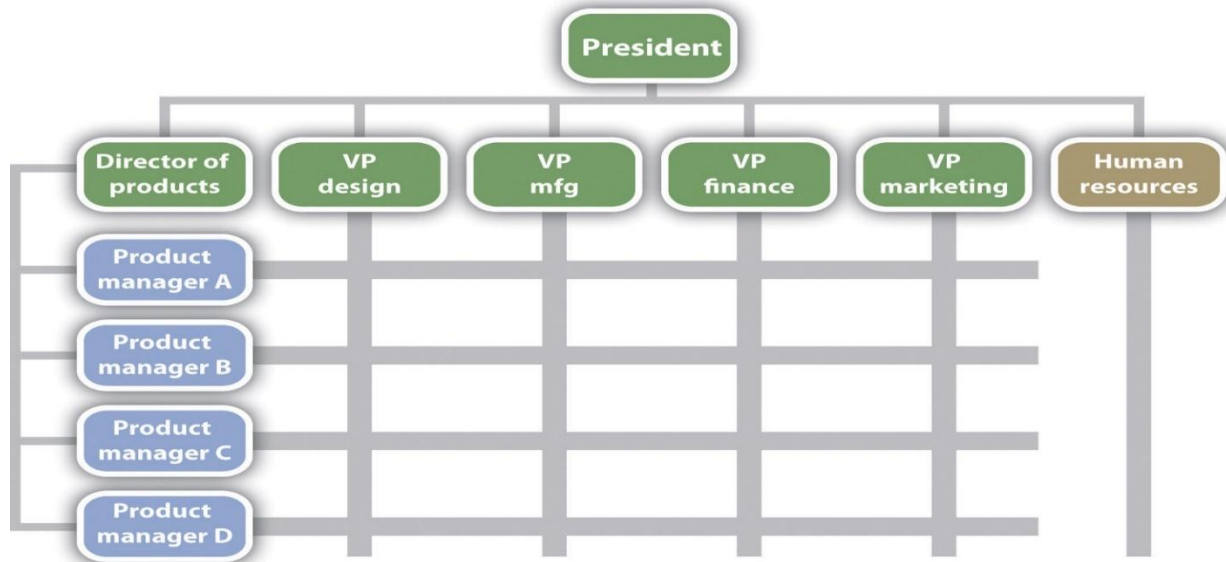 President
Director of
products
VP
design
VP
mfg
VP
finance
VP
marketing
Human
resources
Product
manager A
Product
manager B
Product
manager C
Product
manager D